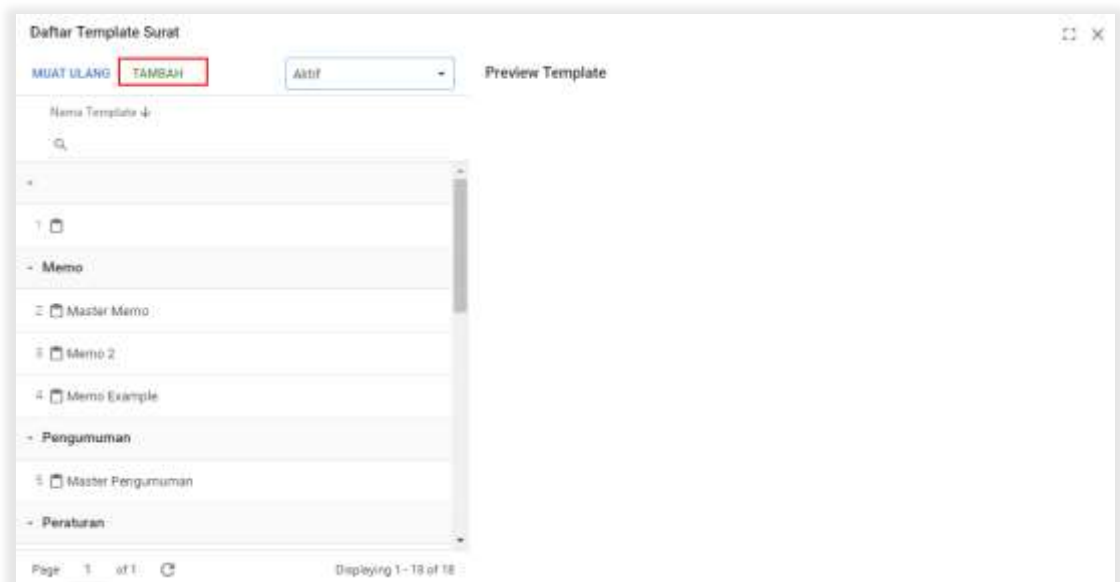 Daftar Template Surat
MUAT ULANG TAMBAH Aktif Preview Template
Nama Template ↓
-
1
- Memo
2 Master Memo
3 Memo 2
4 Memo Example
- Pengumuman
5 Master Pengumuman
- Peraturan
Page 1 of 1 Displaying 1 - 18 of 18